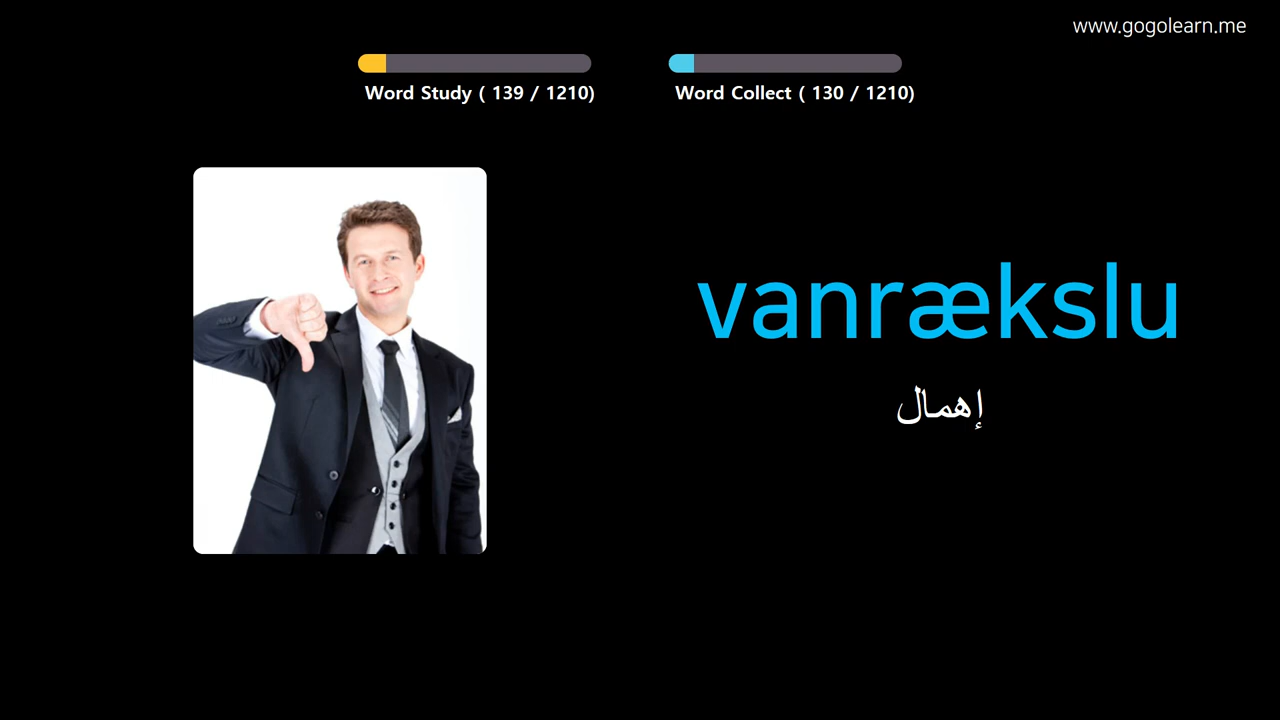 www.gogolearn.me
Word Study ( 139 / 1210)
Word Collect ( 130 / 1210)
vanrækslu
إهمال